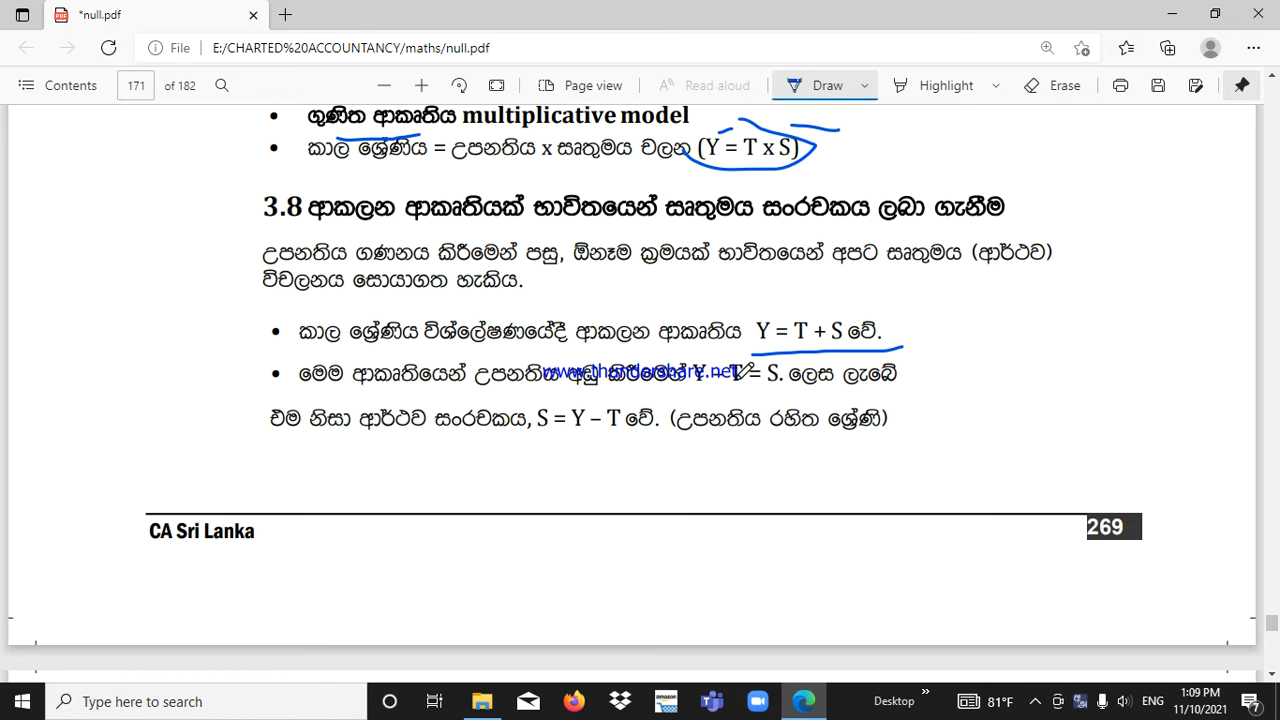 *null.pdf
File E:/CHARTED%20ACCOUNTANCY/maths/null.pdf
Contents 171 of 182 Page view Read aloud Draw Highlight Erase
• ගුණිත ආකෘතිය multiplicative model
• කාල ශ්‍රේණිය = උපනතිය x සෘතුමය චලන (Y = T x S)
3.8 ආකලන ආකෘතියක් භාවිතයෙන් සෘතුමය සංරචකය ලබා ගැනීම
උපනතිය ගණනය කිරීමෙන් පසු, ඕනෑම ක්‍රමයක් භාවිතයෙන් අපට සෘතුමය (ආර්ථව)
විචලනය සොයාගත හැකිය.
• කාල ශ්‍රේණිය විශ්ලේෂණයේදී ආකලන ආකෘතිය Y = T + S වේ.
• මෙම ආකෘතියෙන් උපනතිය අඩු කිරීමෙන් Y – T = S. ලෙස ලැබේ
එම නිසා ආර්ථව සංරචකය, S = Y – T වේ. (උපනතිය රහිත ශ්‍රේණි)
CA Sri Lanka 269
Type here to search Desktop 81°F ENG 1:09 PM
11/10/2021